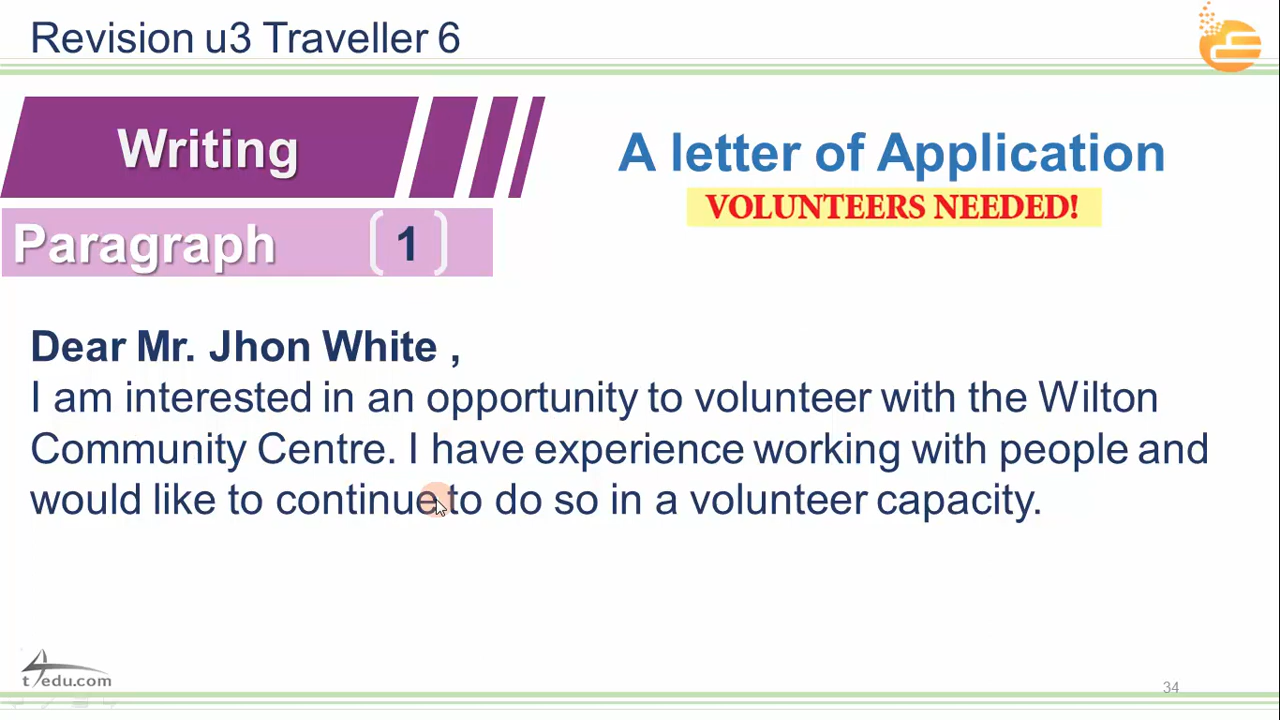 Revision u3 Traveller 6
Writing
A letter of Application
VOLUNTEERS NEEDED!
Paragraph (1)
Dear Mr. Jhon White ,
I am interested in an opportunity to volunteer with the Wilton
Community Centre. I have experience working with people and
would like to continue to do so in a volunteer capacity.
t4edu.com
34